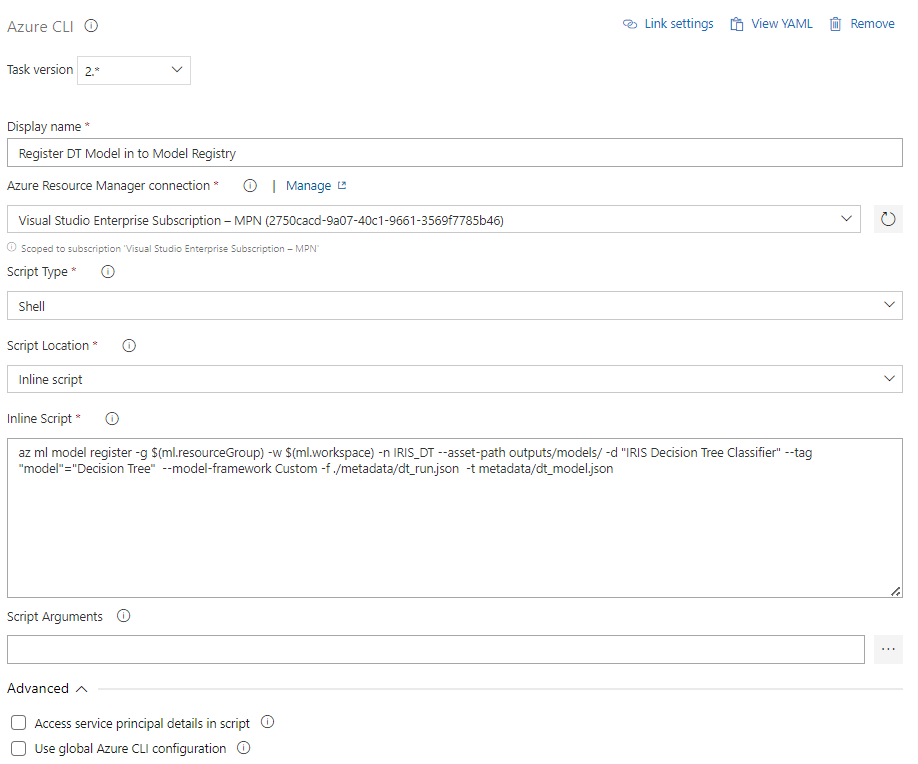 Azure CLI
Link settings
View YAML
Remove
Task version
2.*
Display name *
Register DT Model in to Model Registry
Azure Resource Manager connection * | Manage
Visual Studio Enterprise Subscription – MPN (2750cacd-9a07-40c1-9661-3569f7785b46)
Scoped to subscription 'Visual Studio Enterprise Subscription – MPN'
Script Type *
Shell
Script Location *
Inline script
Inline Script *
az ml model register -g $(ml.resourceGroup) -w $(ml.workspace) -n IRIS_DT --asset-path outputs/models/ -d "IRIS Decision Tree Classifier" --tag
"model"="Decision Tree"  --model-framework Custom -f ./metadata/dt_run.json  -t metadata/dt_model.json
Script Arguments
...
Advanced
Access service principal details in script
Use global Azure CLI configuration